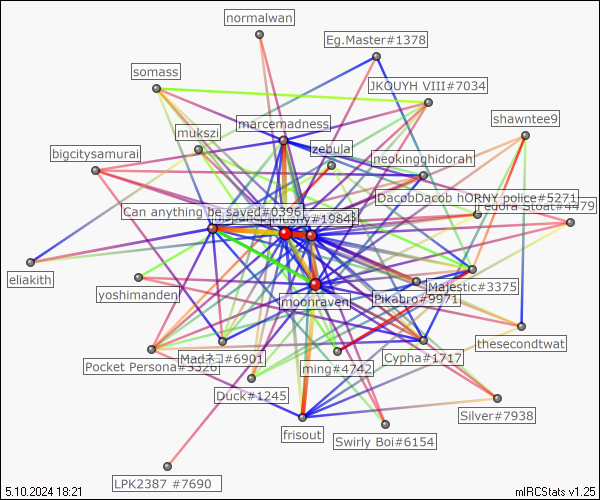 normalwan
Eg.Master#1378
somass
JKOUYH VIII#7034
shawntee9
marcemadness
mukszi
zebula
bigcitysamurai
neokingghidorah
DacobDacob hORNY police#5271
Fedora Stoat#4479
Can anything be saved#0396
#1984
eliakith
yoshimanden
moonraven
Majestic#3375
Pikabro#9971
thesecondtwat
Madネコ#6901
Cypha#1717
Pocket Persona#3326
ming#4742
Duck#1245
Silver#7938
frisout
Swirly Boi#6154
LPK2387 #7690
5.10.2024 18:21
mIRCStats v1.25